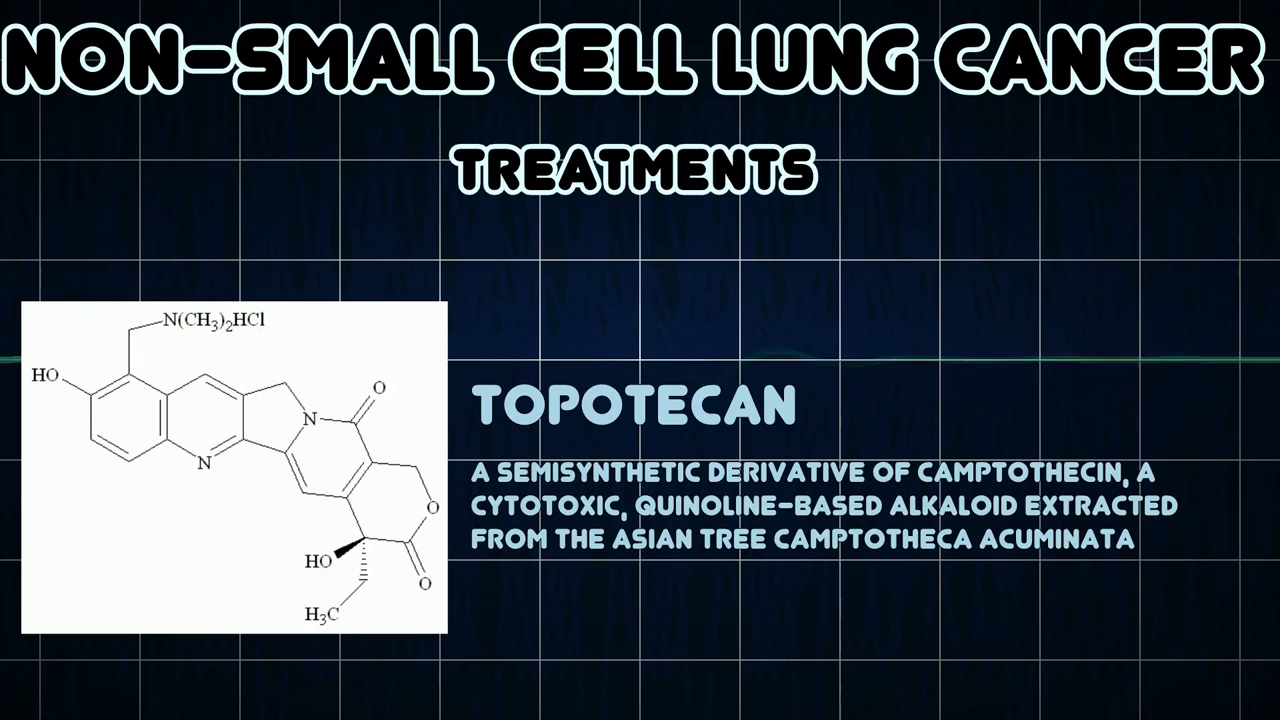 NON-SMALL CELL LUNG CANCER
TREATMENTS
N(CH3)2HCl
HO
O
N
N
O
HO
O
H3C
TOPOTECAN
A SEMISYNTHETIC DERIVATIVE OF CAMPTOTHECIN, A
CYTOTOXIC, QUINOLINE-BASED ALKALOID EXTRACTED
FROM THE ASIAN TREE CAMPTOTHECA ACUMINATA